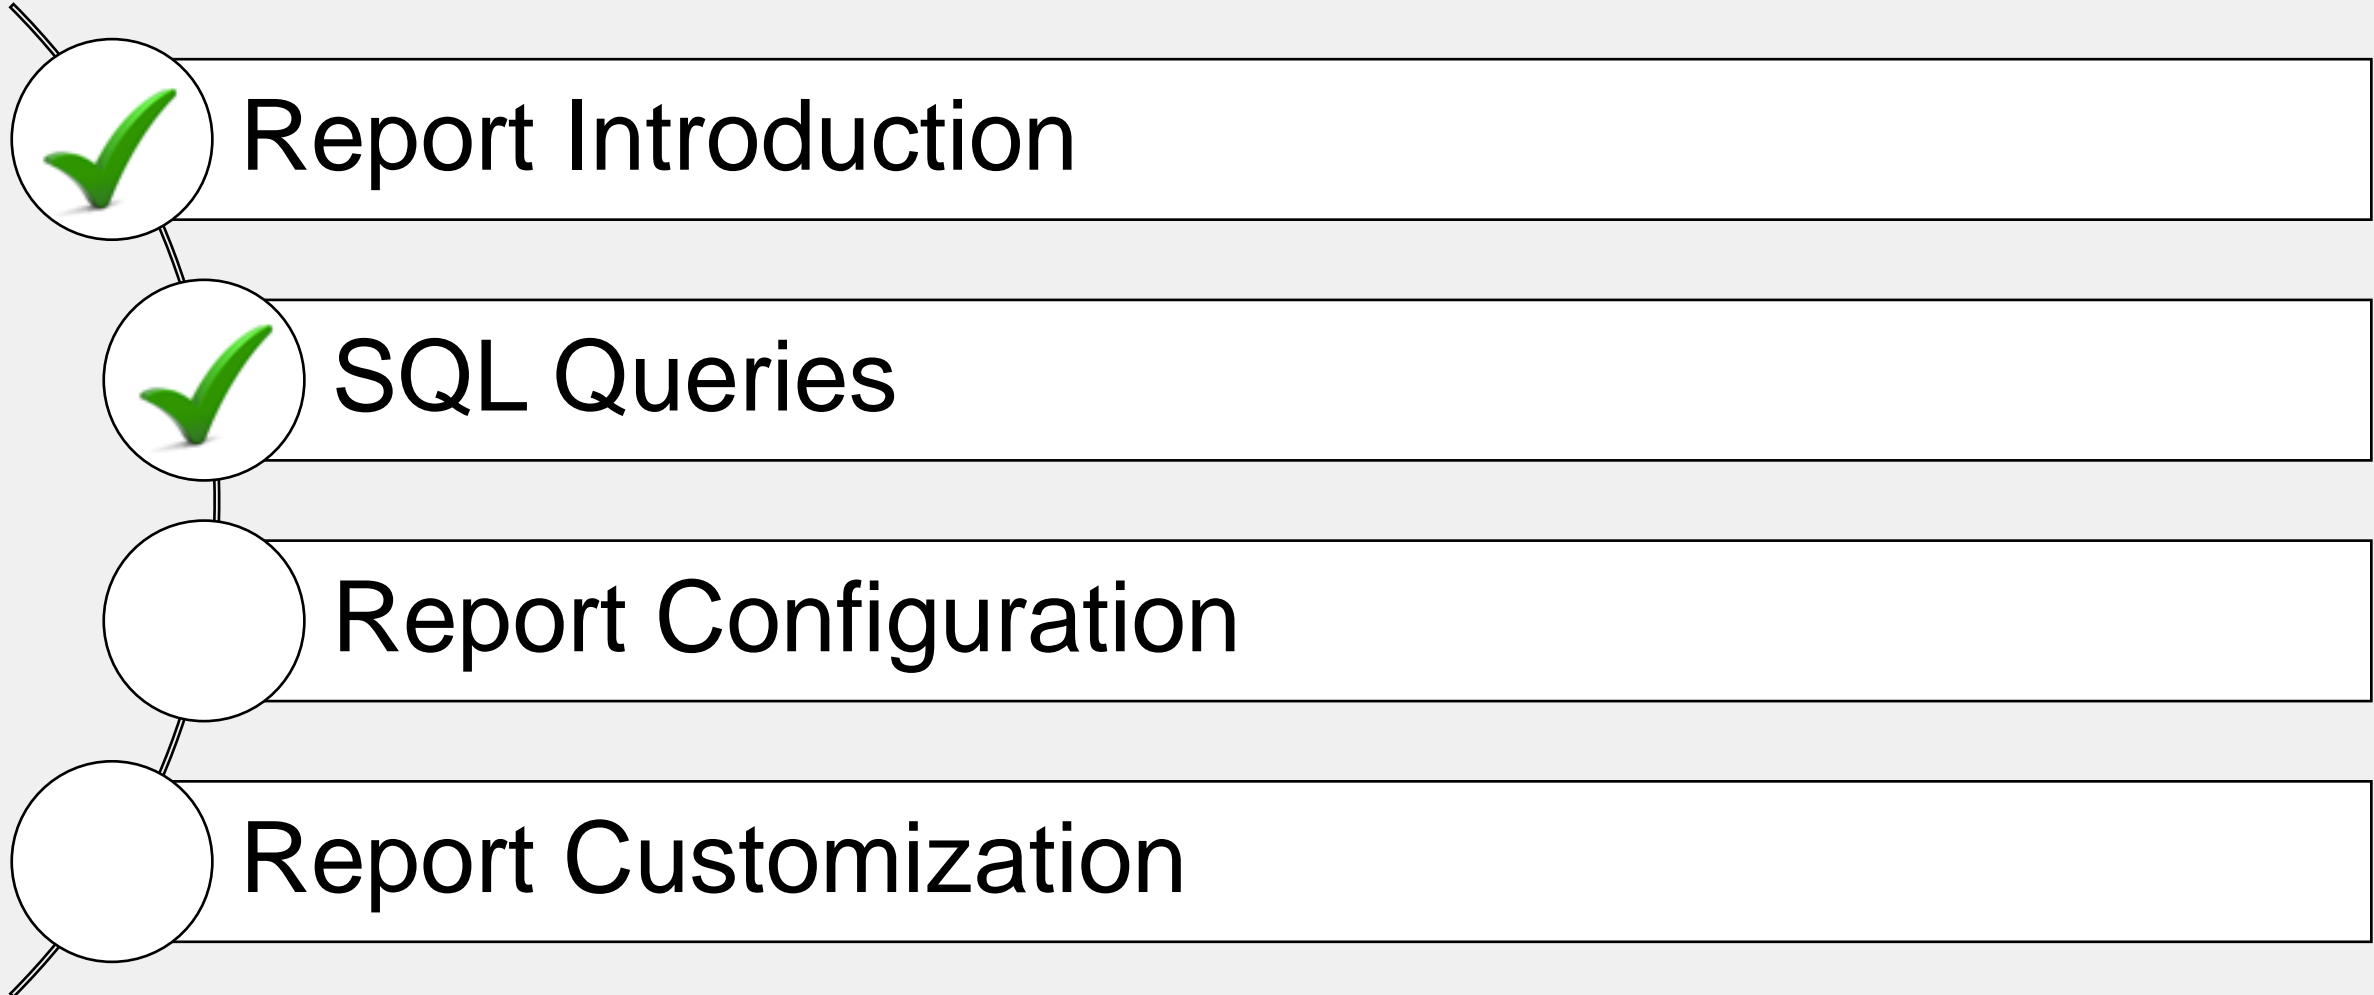 Report Introduction
SQL Queries
Report Configuration
Report Customization